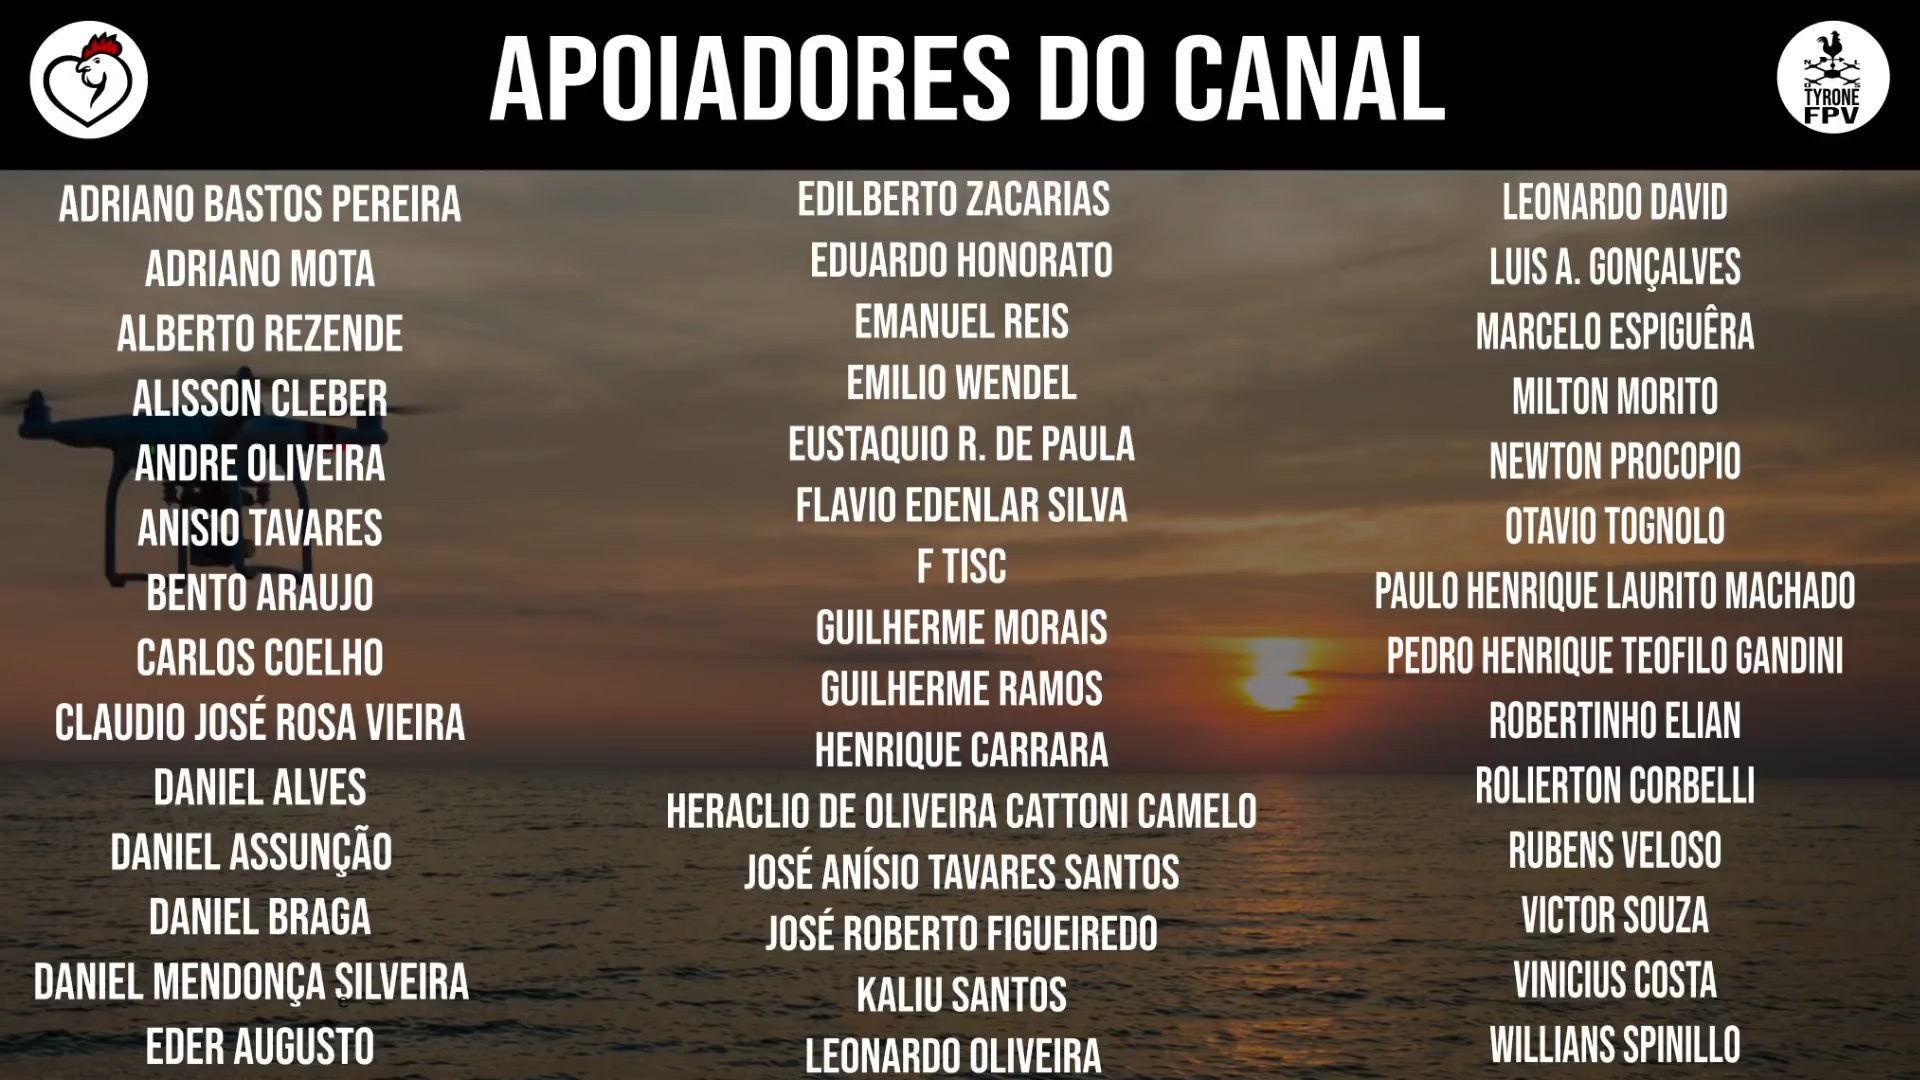 APOIADORES DO CANAL
N L
O S
TYRONE
FPV
ADRIANO BASTOS PEREIRA
ADRIANO MOTA
ALBERTO REZENDE
ALISSON CLEBER
ANDRE OLIVEIRA
ANISIO TAVARES
BENTO ARAUJO
CARLOS COELHO
CLAUDIO JOSÉ ROSA VIEIRA
DANIEL ALVES
DANIEL ASSUNÇÃO
DANIEL BRAGA
DANIEL MENDONÇA SILVEIRA
e
EDER AUGUSTO
EDILBERTO ZACARIAS
EDUARDO HONORATO
EMANUEL REIS
EMILIO WENDEL
EUSTAQUIO R. DE PAULA
FLAVIO EDENLAR SILVA
F TISC
GUILHERME MORAIS
GUILHERME RAMOS
HENRIQUE CARRARA
HERACLIO DE OLIVEIRA CATTONI CAMELO
JOSÉ ANÍSIO TAVARES SANTOS
JOSÉ ROBERTO FIGUEIREDO
KALIU SANTOS
LEONARDO OLIVEIRA
LEONARDO DAVID
LUIS A. GONÇALVES
MARCELO ESPIGUÊRA
MILTON MORITO
NEWTON PROCOPIO
OTAVIO TOGNOLO
PAULO HENRIQUE LAURITO MACHADO
PEDRO HENRIQUE TEOFILO GANDINI
ROBERTINHO ELIAN
ROLIERTON CORBELLI
RUBENS VELOSO
VICTOR SOUZA
VINICIUS COSTA
WILLIANS SPINILLO